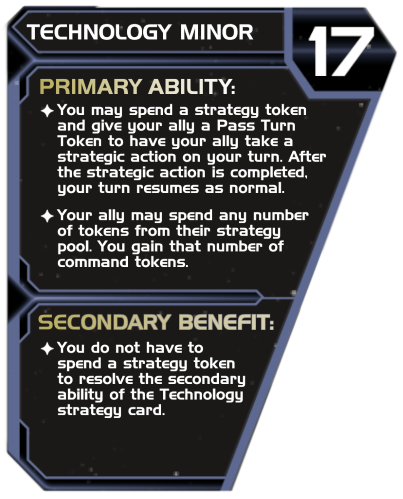 TECHNOLOGY MINOR
17
PRIMARY ABILITY:
You may spend a strategy token
and give your ally a Pass Turn
Token to have your ally take a
strategic action on your turn. After
the strategic action is completed,
your turn resumes as normal.
Your ally may spend any number
of tokens from their strategy
pool. You gain that number of
command tokens.
SECONDARY BENEFIT:
You do not have to
spend a strategy token
to resolve the secondary
ability of the Technology
strategy card.